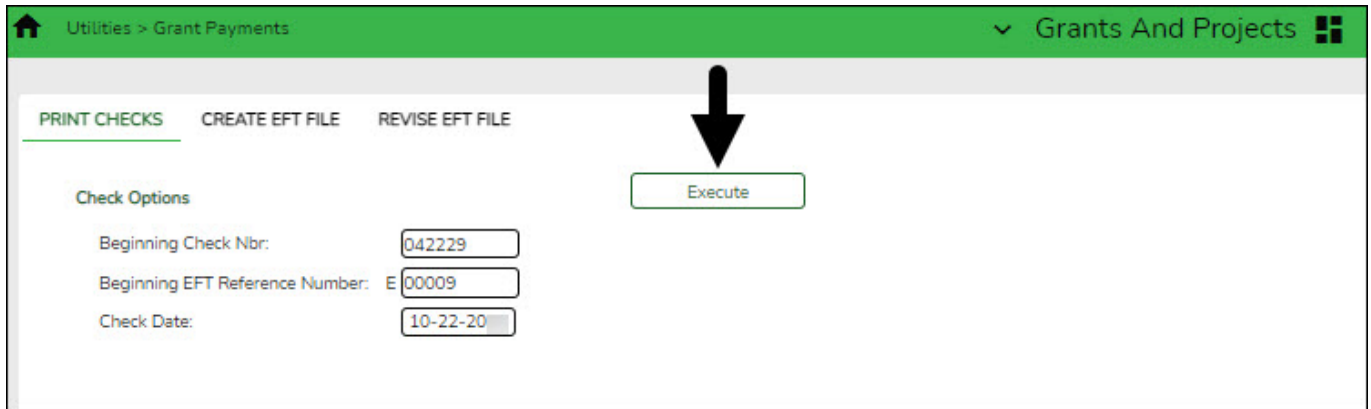 Utilities > Grant Payments
Grants And Projects
PRINT CHECKS CREATE EFT FILE REVISE EFT FILE
Execute
Check Options
Beginning Check Nbr: 042229
Beginning EFT Reference Number: E 00009
Check Date: 10-22-20